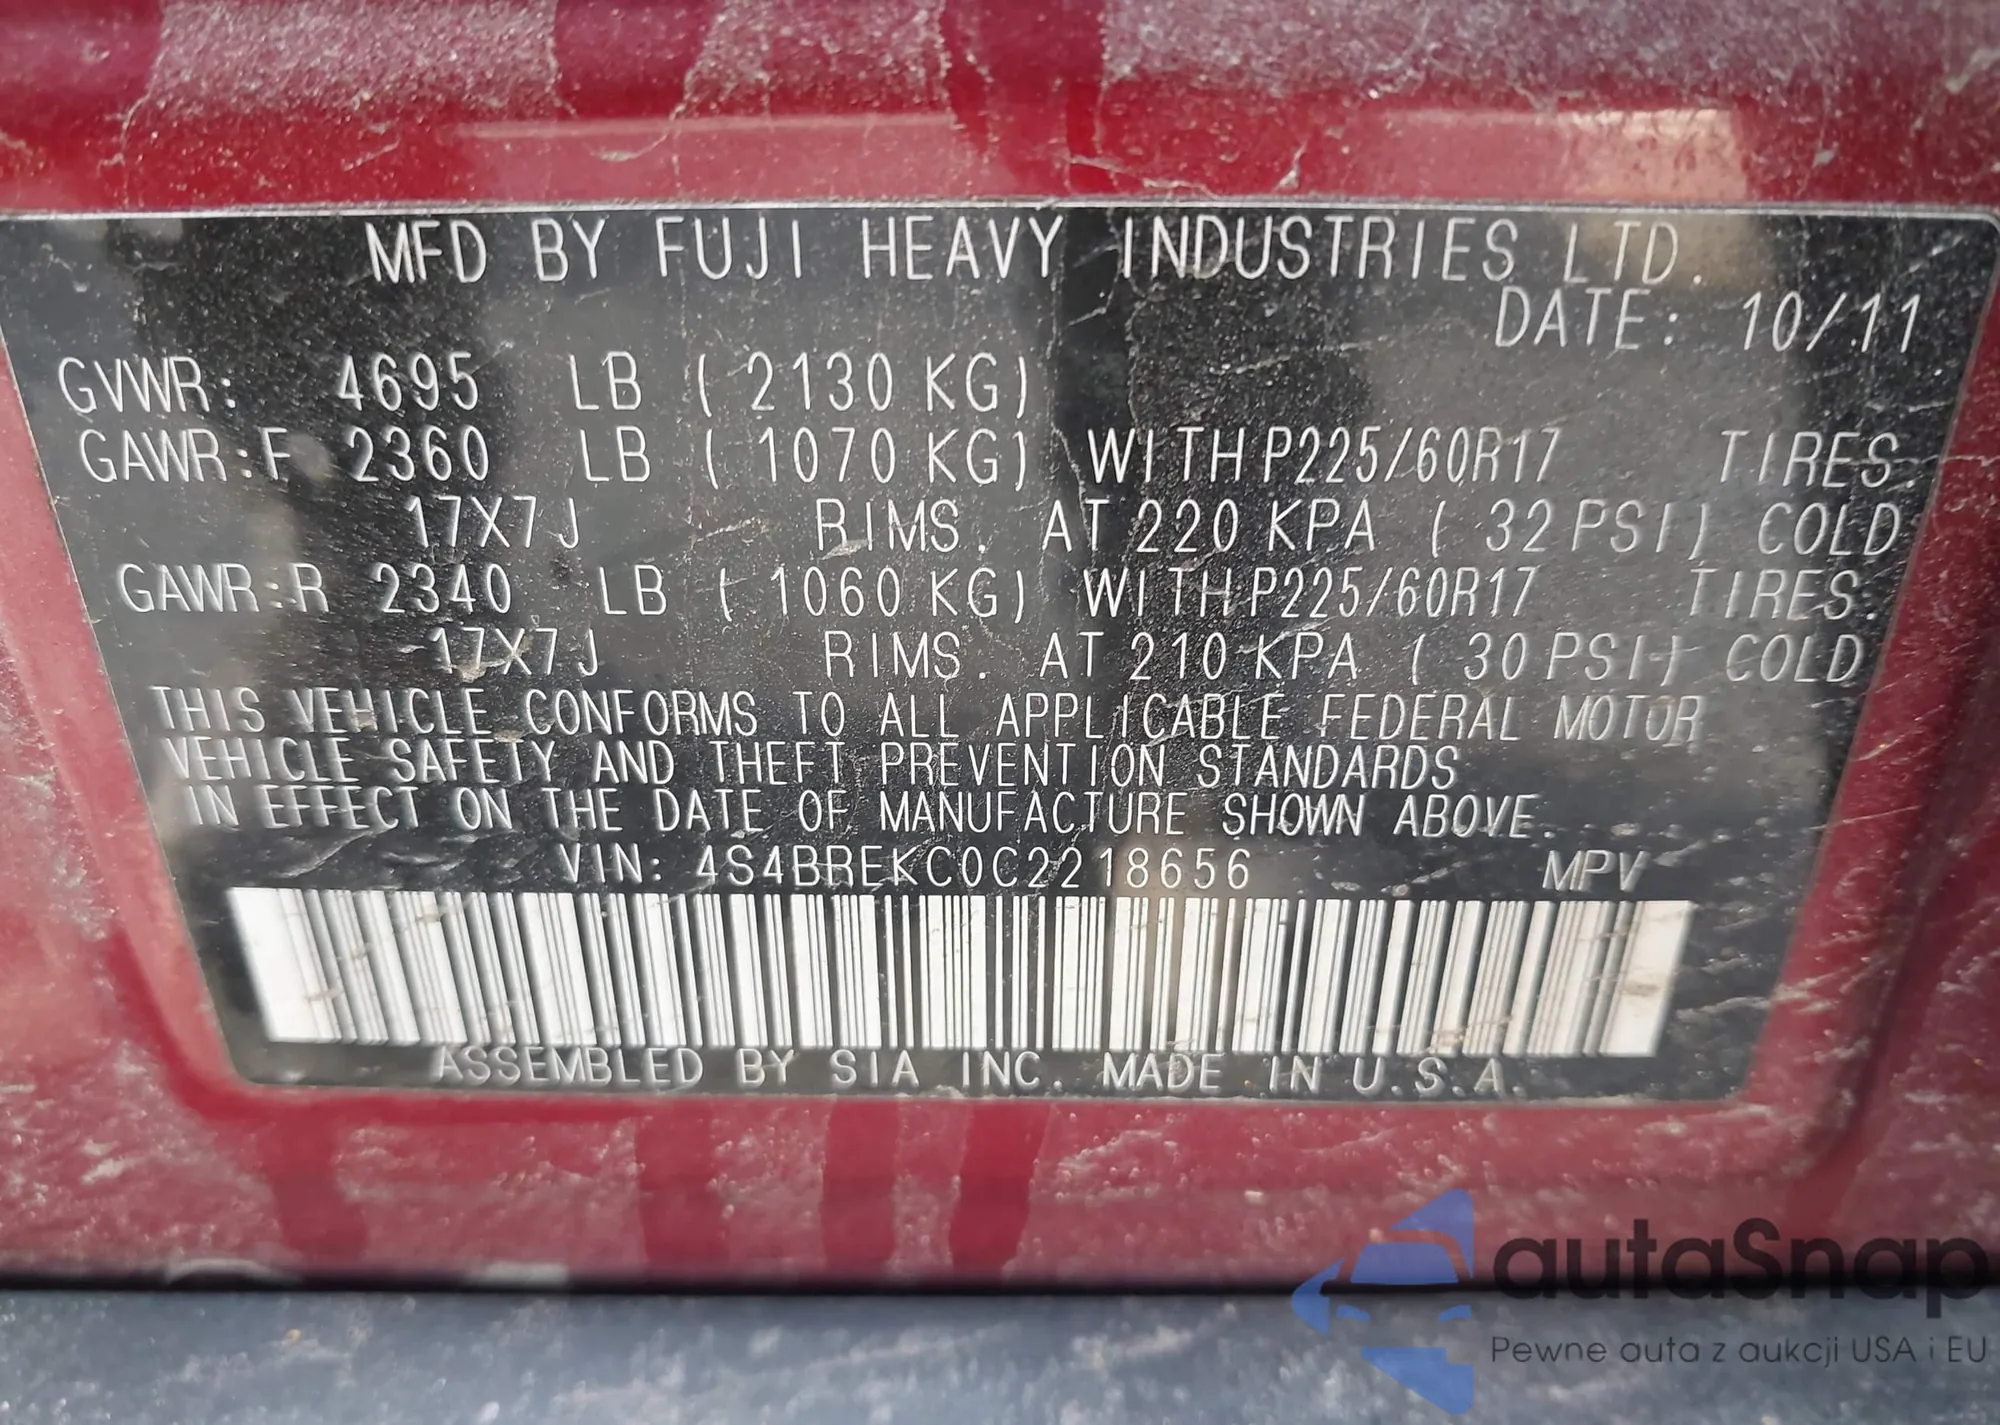 MFD BY FUJI HEAVY INDUSTRIES LTD.
DATE: 10/11
GVWR: 4695 LB ( 2130 KG)
GAWR:F 2360 LB ( 1070 KG) WITH P225/60R17 TIRES.
17X7J RIMS. AT 220 KPA ( 32 PSI) COLD
GAWR:R 2340 LB ( 1060 KG) WITH P225/60R17 TIRES.
17X7J RIMS. AT 210 KPA ( 30 PSI) COLD
THIS VEHICLE CONFORMS TO ALL APPLICABLE FEDERAL MOTOR
VEHICLE SAFETY AND THEFT PREVENTION STANDARDS
IN EFFECT ON THE DATE OF MANUFACTURE SHOWN ABOVE.
VIN: 4S4BREKC0C2218656 MPV
ASSEMBLED BY SIA INC. MADE IN U.S.A.
autaSnap
Pewne auta z aukcji USA i EU